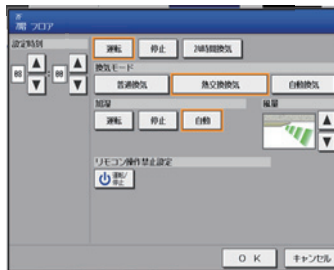 7階 フロア
設定時刻
運転 停止 24時間換気
換気モード
08 : 00
普通換気 熱交換換気 自動換気
加湿 風量
運転 停止 自動
リモコン操作禁止設定
運転/停止
OK キャンセル